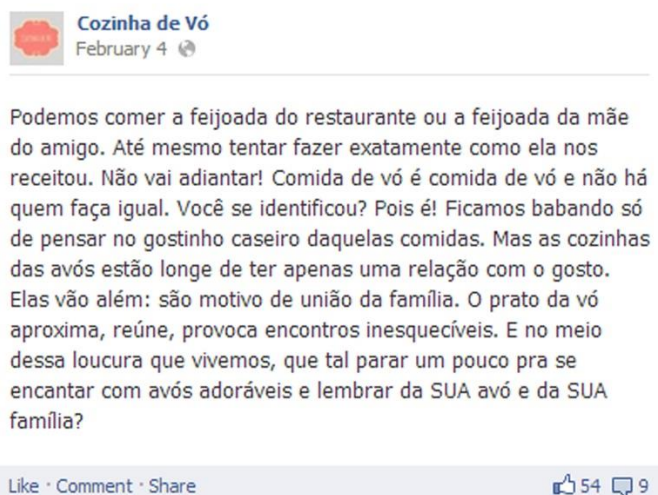 Cozinha de Vó
February 4
Podemos comer a feijoada do restaurante ou a feijoada da mãe
do amigo. Até mesmo tentar fazer exatamente como ela nos
receitou. Não vai adiantar! Comida de vó é comida de vó e não há
quem faça igual. Você se identificou? Pois é! Ficamos babando só
de pensar no gostinho caseiro daquelas comidas. Mas as cozinhas
das avós estão longe de ter apenas uma relação com o gosto.
Elas vão além: são motivo de união da família. O prato da vó
aproxima, reúne, provoca encontros inesquecíveis. E no meio
dessa loucura que vivemos, que tal parar um pouco pra se
encantar com avós adoráveis e lembrar da SUA avó e da SUA
família?
Like · Comment · Share 54 9